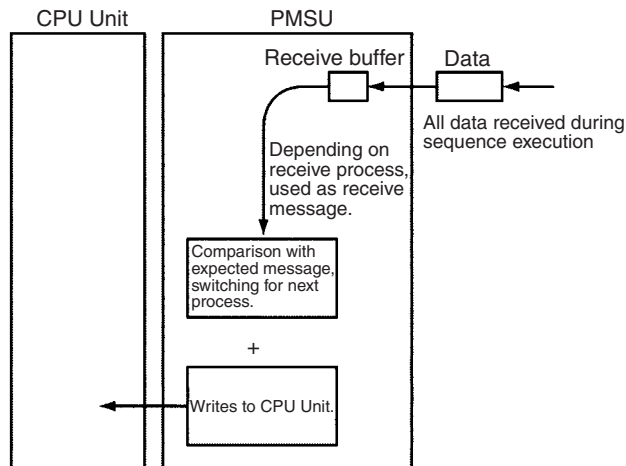 CPU Unit
PMSU
Receive buffer
Data
All data received during
sequence execution
Depending on
receive process,
used as receive
message.
Comparison with
expected message,
switching for next
process.
+
Writes to CPU Unit.